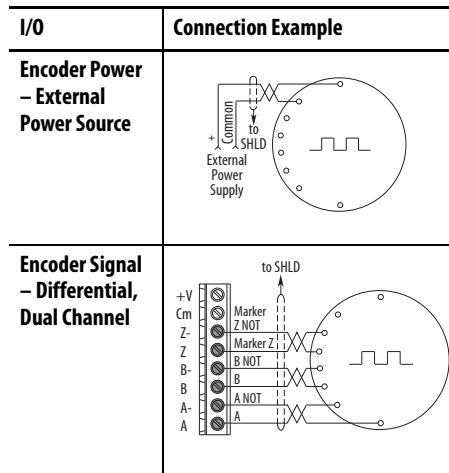 I/O
Connection Example
Encoder Power
– External
Power Source
+
Common
to
SHLD
External
Power
Supply
Encoder Signal
– Differential,
Dual Channel
to SHLD
+V
Cm
Z-
Z
B-
B
A-
A
Marker
Z NOT
Marker Z
B NOT
B
A NOT
A